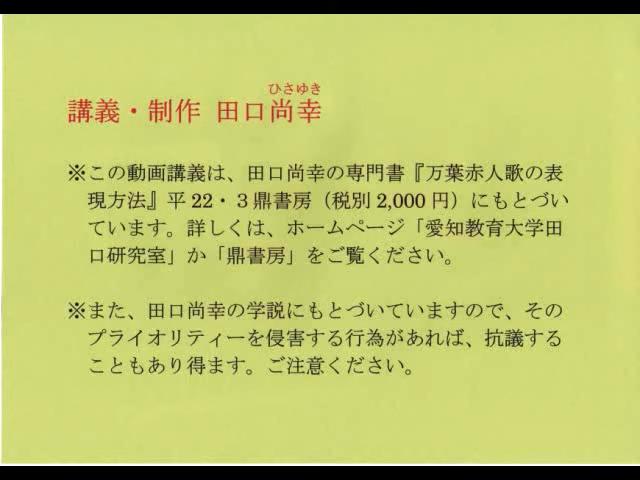 ひさゆき
講義・制作 田口尚幸
※この動画講義は、田口尚幸の専門書『万葉赤人歌の表
現方法』平 22・３鼎書房（税別 2,000 円）にもとづい
ています。詳しくは、ホームページ「愛知教育大学田
口研究室」か「鼎書房」をご覧ください。
※また、田口尚幸の学説にもとづいていますので、その
プライオリティーを侵害する行為があれば、抗議する
こともあり得ます。ご注意ください。